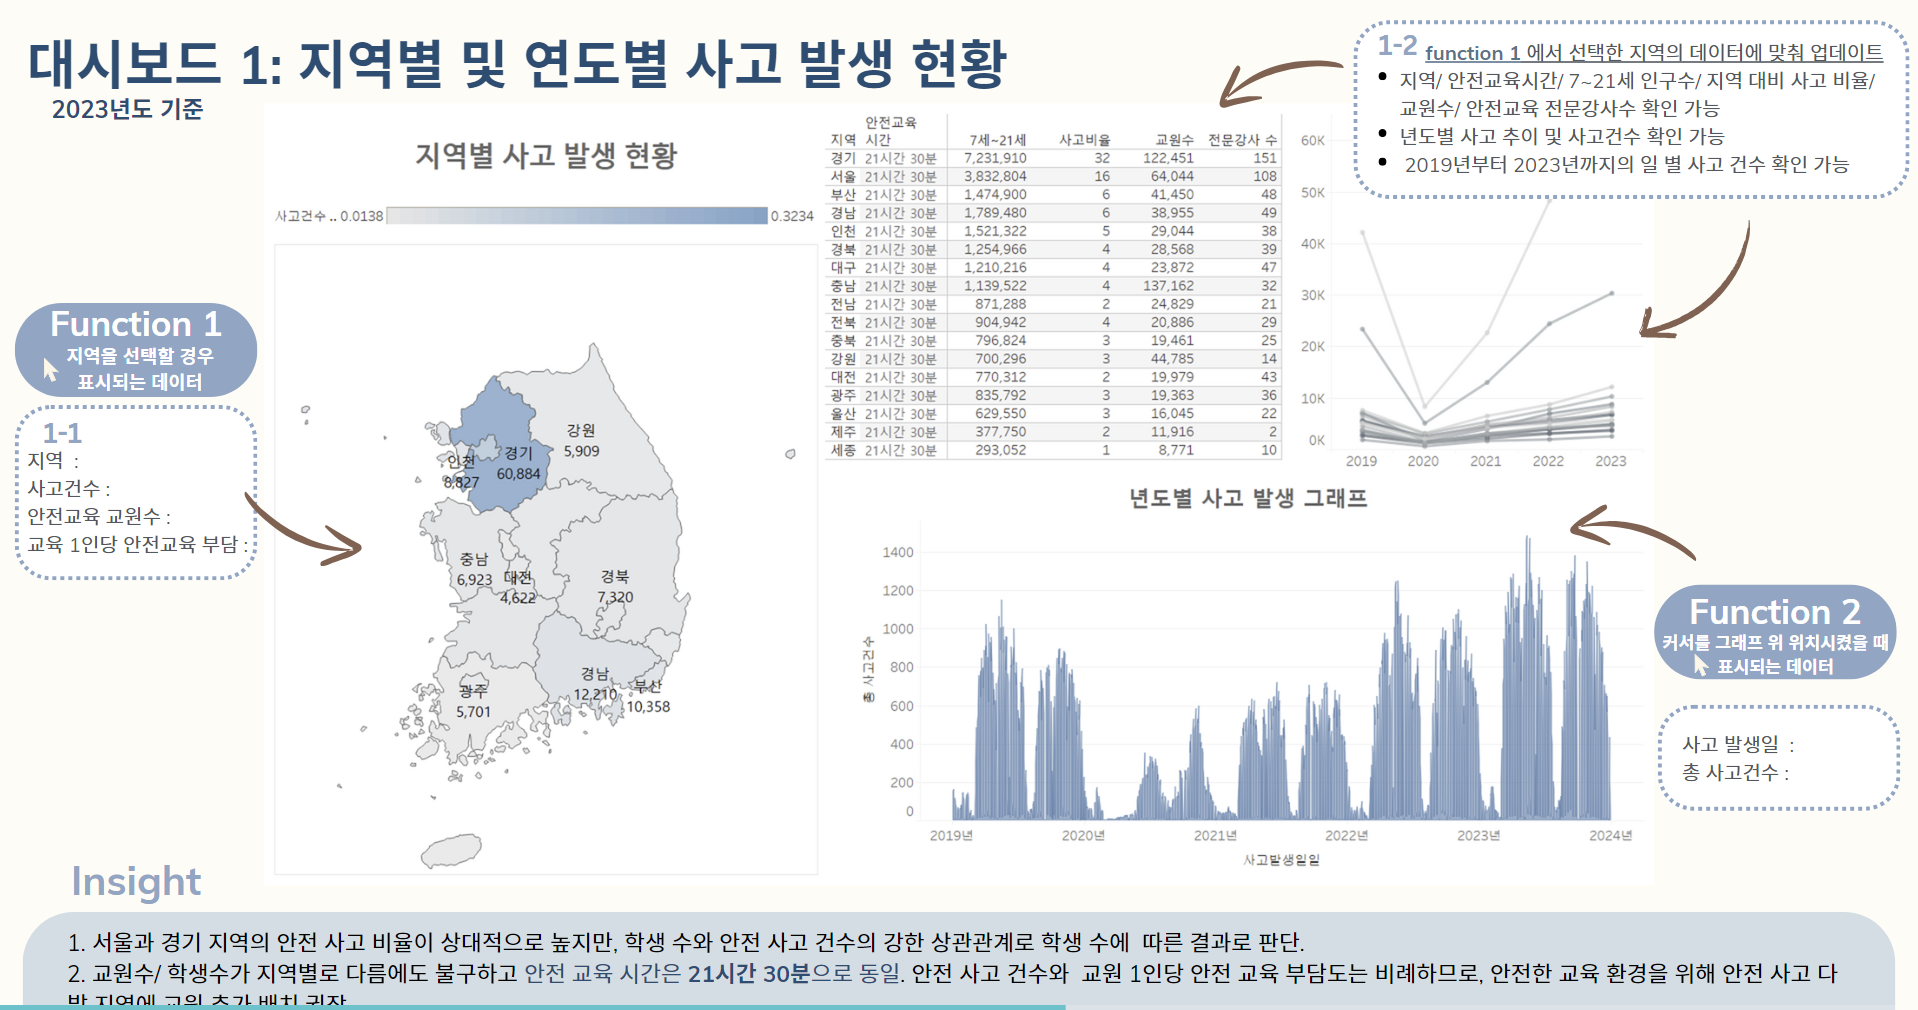 대시보드 1: 지역별 및 연도별 사고 발생 현황
2023년도 기준
1-2 function 1 에서 선택한 지역의 데이터에 맞춰 업데이트
• 지역/ 안전교육시간/ 7~21세 인구수/ 지역 대비 사고 비율/
교원수/ 안전교육 전문강사수 확인 가능
• 년도별 사고 추이 및 사고건수 확인 가능
• 2019년부터 2023년까지의 일 별 사고 건수 확인 가능
지역별 사고 발생 현황
사고건수 .. 0.0138 0.3234
Function 1
지역을 선택할 경우
표시되는 데이터
1-1
지역 :
사고건수 :
안전교육 교원수 :
교육 1인당 안전교육 부담 :
강원
5,909
경기
60,884
인천
8,827
충남
6,923
대전
4,622
경북
7,320
경남
12,210
부산
10,358
광주
5,701
안전교육
지역 시간 7세~21세 사고비율 교원수 전문강사 수
경기 21시간 30분 7,231,910 32 122,451 151
서울 21시간 30분 3,832,804 16 64,044 108
부산 21시간 30분 1,474,900 6 41,450 48
경남 21시간 30분 1,789,480 6 38,955 49
인천 21시간 30분 1,521,322 5 29,044 38
경북 21시간 30분 1,254,966 4 28,568 39
대구 21시간 30분 1,210,216 4 23,872 47
충남 21시간 30분 1,139,522 4 137,162 32
전남 21시간 30분 871,288 2 24,829 21
전북 21시간 30분 904,942 4 20,886 29
충북 21시간 30분 796,824 3 19,461 25
강원 21시간 30분 700,296 3 44,785 14
대전 21시간 30분 770,312 2 19,979 43
광주 21시간 30분 835,792 3 19,363 36
울산 21시간 30분 629,550 3 16,045 22
제주 21시간 30분 377,750 2 11,916 2
세종 21시간 30분 293,052 1 8,771 10
60K
50K
40K
30K
20K
10K
0K
2019 2020 2021 2022 2023
년도별 사고 발생 그래프
총 사고건수
1400
1200
1000
800
600
400
200
0
2019년 2020년 2021년 2022년 2023년 2024년
사고발생일일
Function 2
커서를 그래프 위 위치시켰을 때
표시되는 데이터
사고 발생일 :
총 사고건수 :
Insight
1. 서울과 경기 지역의 안전 사고 비율이 상대적으로 높지만, 학생 수와 안전 사고 건수의 강한 상관관계로 학생 수에 따른 결과로 판단.
2. 교원수/ 학생수가 지역별로 다름에도 불구하고 안전 교육 시간은 21시간 30분으로 동일. 안전 사고 건수와 교원 1인당 안전 교육 부담도는 비례하므로, 안전한 교육 환경을 위해 안전 사고 다
발 지역에 교원 추가 배치 권장